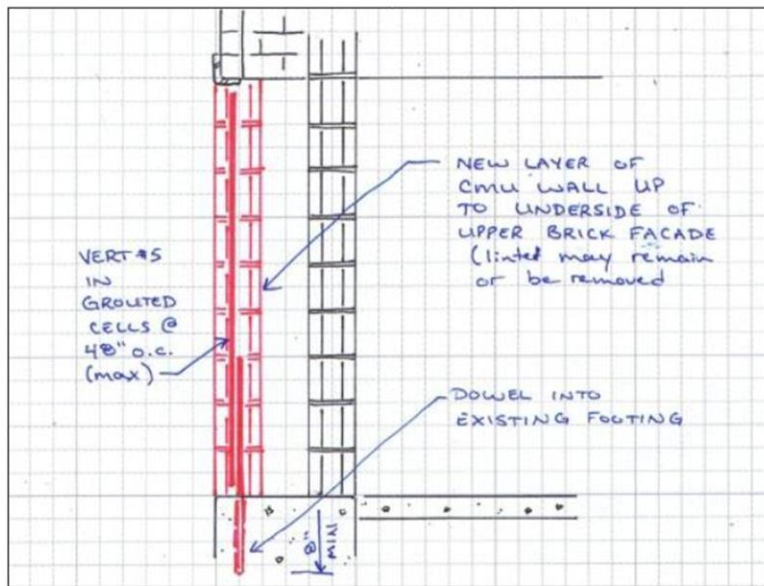 NEW LAYER OF
CMU WALL UP
TO UNDERSIDE OF
UPPER BRICK FACADE
(lintel may remain
or be removed
VERT #5
IN
GROUTED
CELLS @
48" o.c.
(max)
DOWEL INTO
EXISTING FOOTING
8"
MIN